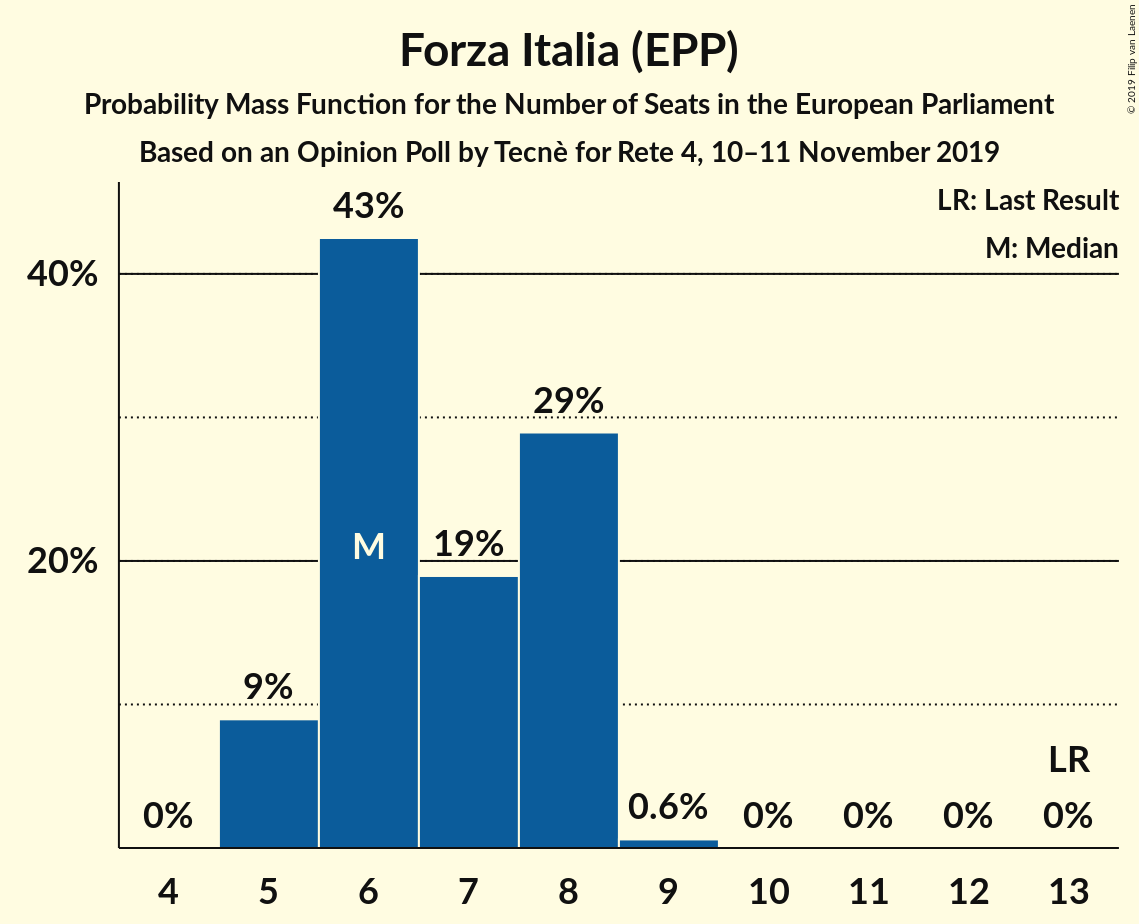 Forza Italia (EPP)
Probability Mass Function for the Number of Seats in the European Parliament
Based on an Opinion Poll by Tecnè for Rete 4, 10–11 November 2019
© 2019 Filip van Laenen
LR: Last Result
M: Median
43%
40%
29%
M
19%
20%
9%
LR
0%
0.6%
0%
0%
0%
0%
4 5 6 7 8 9 10 11 12 13